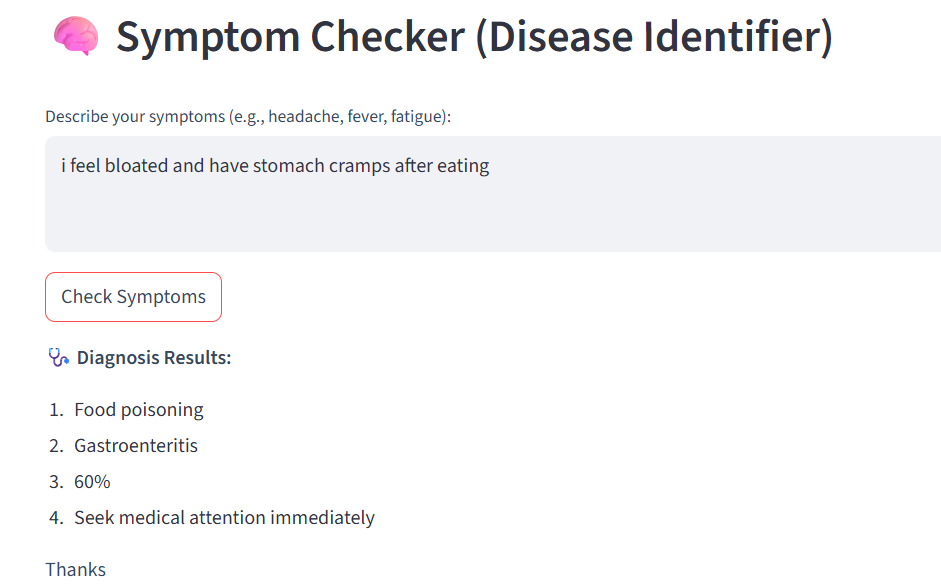 Symptom Checker (Disease Identifier)
Describe your symptoms (e.g., headache, fever, fatigue):
i feel bloated and have stomach cramps after eating
Check Symptoms
Diagnosis Results:
1. Food poisoning
2. Gastroenteritis
3. 60%
4. Seek medical attention immediately
Thanks